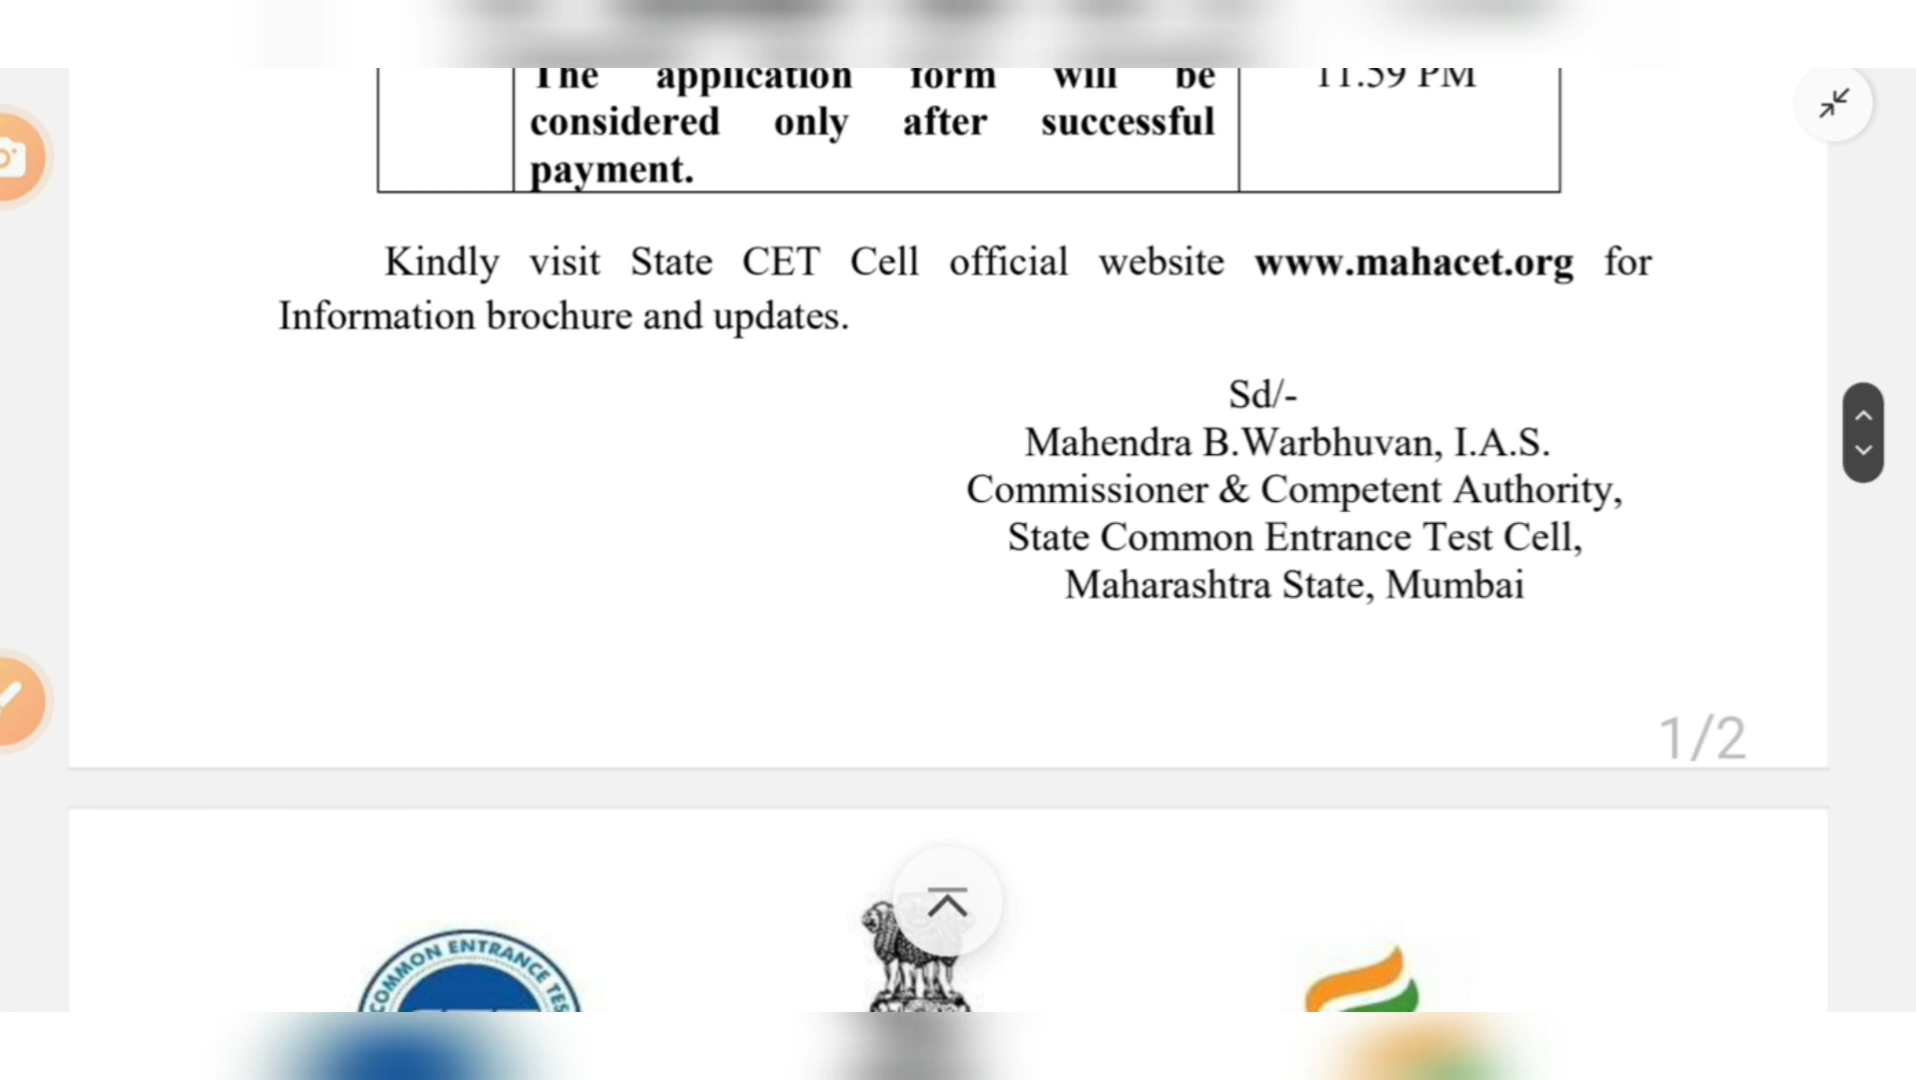 The application form will be
11.59 PM
considered only after successful
payment.
Kindly visit State CET Cell official website www.mahacet.org for
Information brochure and updates.
Sd/-
Mahendra B.Warbhuvan, I.A.S.
Commissioner & Competent Authority,
State Common Entrance Test Cell,
Maharashtra State, Mumbai
1/2
COMMON ENTRANCE TES